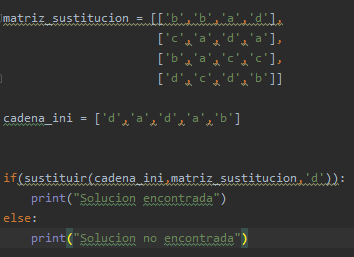 matriz_sustitucion = [['b','b','a','d'],
['c','a','d','a'],
['b','a','c','c'],
['d','c','d','b']]
cadena_ini = ['d','a','d','a','b']
if(sustituir(cadena_ini,matriz_sustitucion,'d')):
print("Solucion encontrada")
else:
print("Solucion no encontrada")